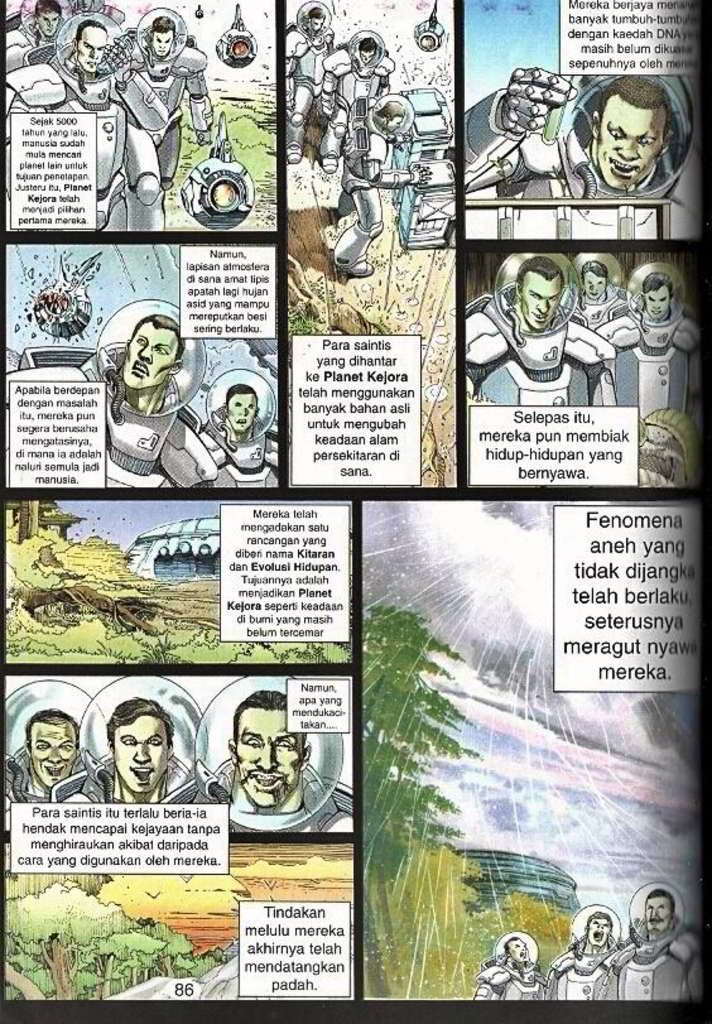 Sejak 5000
tahun yang lalu,
manusia sudah
mula mencari
planet lain untuk
tujuan penetapan.
Justeru itu, Planet
Kejora telah
menjadi pilihan
pertama mereka.
Para saintis
yang dihantar
ke Planet Kejora
telah menggunakan
banyak bahan asli
untuk mengubah
keadaan alam
persekitaran di
sana.
Mereka berjaya
banyak tumbuh-tumbuhan
dengan kaedah DNA
masih belum
sepenuhnya oleh
Namun,
lapisan atmosfera
di sana amat lipis
apatah lagi hujan
asid yang mampu
mereputkan besi
sering berlaku.
Apabila berdepan
dengan masalah
itu, mereka pun
segera berusaha
mengatasinya,
di mana ia adalah
naluri semula jadi
manusia.
Selepas itu,
mereka pun membiak
hidup-hidupan yang
bernyawa.
Mereka telah
mengadakan satu
rancangan yang
diberi nama Kitaran
dan Evolusi Hidupan.
Tujuannya adalah
menjadikan Planet
Kejora seperti keadaan
di bumi yang masih
belum tercemar
Namun,
apa yang
mendukaci-
takan....
Para saintis itu terlalu beria-ia
hendak mencapai kejayaan tanpa
menghiraukan akibat daripada
cara yang digunakan oleh mereka.
Tindakan
melulu mereka
akhirnya telah
mendatangkan
padah.
86
Fenomena
aneh yang
tidak dijangka
telah berlaku,
seterusnya
meragut nyawa
mereka.